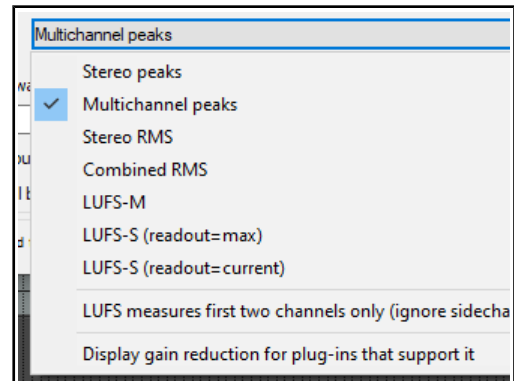 Multichannel peaks
Stereo peaks
Multichannel peaks
Stereo RMS
Combined RMS
LUFS-M
LUFS-S (readout=max)
LUFS-S (readout=current)
LUFS measures first two channels only (ignore sidecha
Display gain reduction for plug-ins that support it